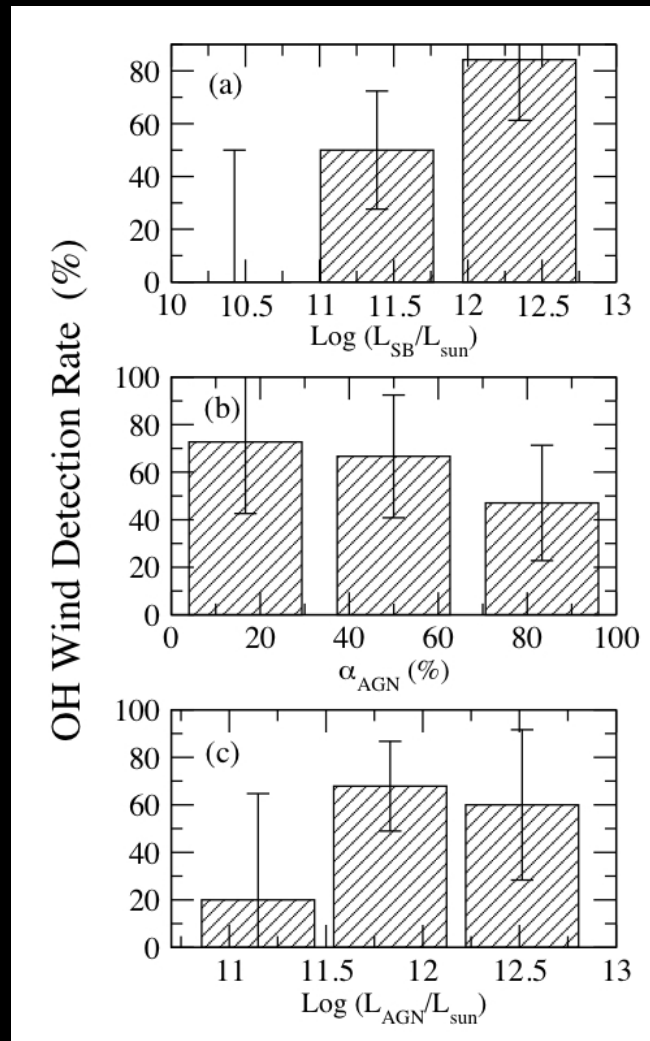 OH Wind Detection Rate (%)
(a)
80
60
40
20
0
10 10.5 11 11.5 12 12.5 13
Log (L_SB/L_sun)
(b)
100
80
60
40
20
0
0 20 40 60 80 100
α_AGN (%)
(c)
100
80
60
40
20
0
11 11.5 12 12.5 13
Log (L_AGN/L_sun)